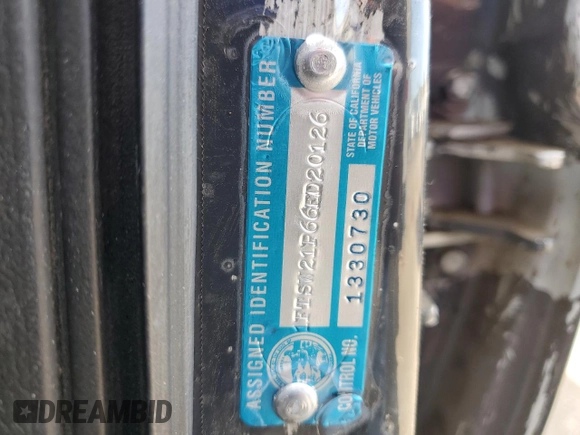 ASSIGNED IDENTIFICATION NUMBER
STATE OF CALIFORNIA
DEPARTMENT OF
MOTOR VEHICLES
CONTROL NO.
1330730
DREAMBID